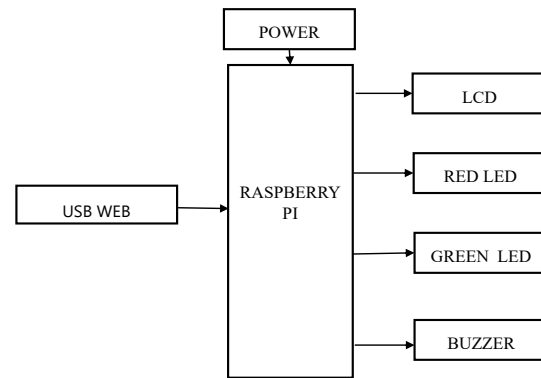 POWER
LCD
RED LED
RASPBERRY
PI
USB WEB
GREEN LED
BUZZER